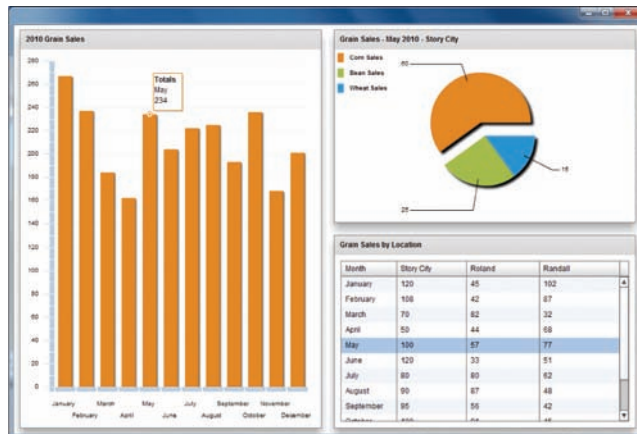 2010 Grain Sales
280
260
240
220
200
180
160
140
120
100
80
60
40
20
0
Totals
May
234
January
February
March
April
May
June
July
August
September
October
November
December
Grain Sales - May 2010 - Story City
Corn Sales
Bean Sales
Wheat Sales
60
15
25
Grain Sales by Location
Month Story City Roland Randall
January 120 45 102
February 108 42 87
March 70 82 32
April 50 44 68
May 100 57 77
June 120 33 51
July 80 80 62
August 90 87 48
September 95 56 42